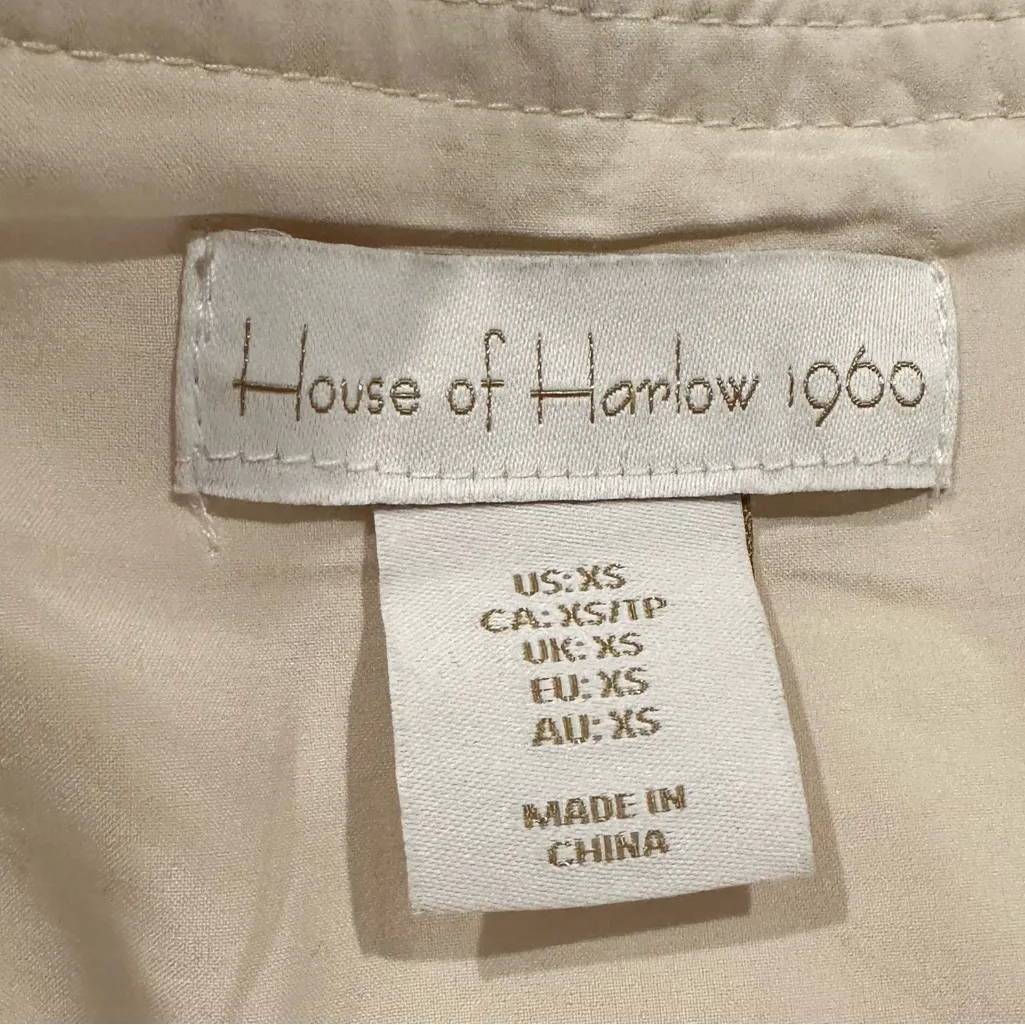 House of Harlow 1960
US: XS
CA: XS/TP
UK: XS
EU: XS
AU: XS
MADE IN
CHINA